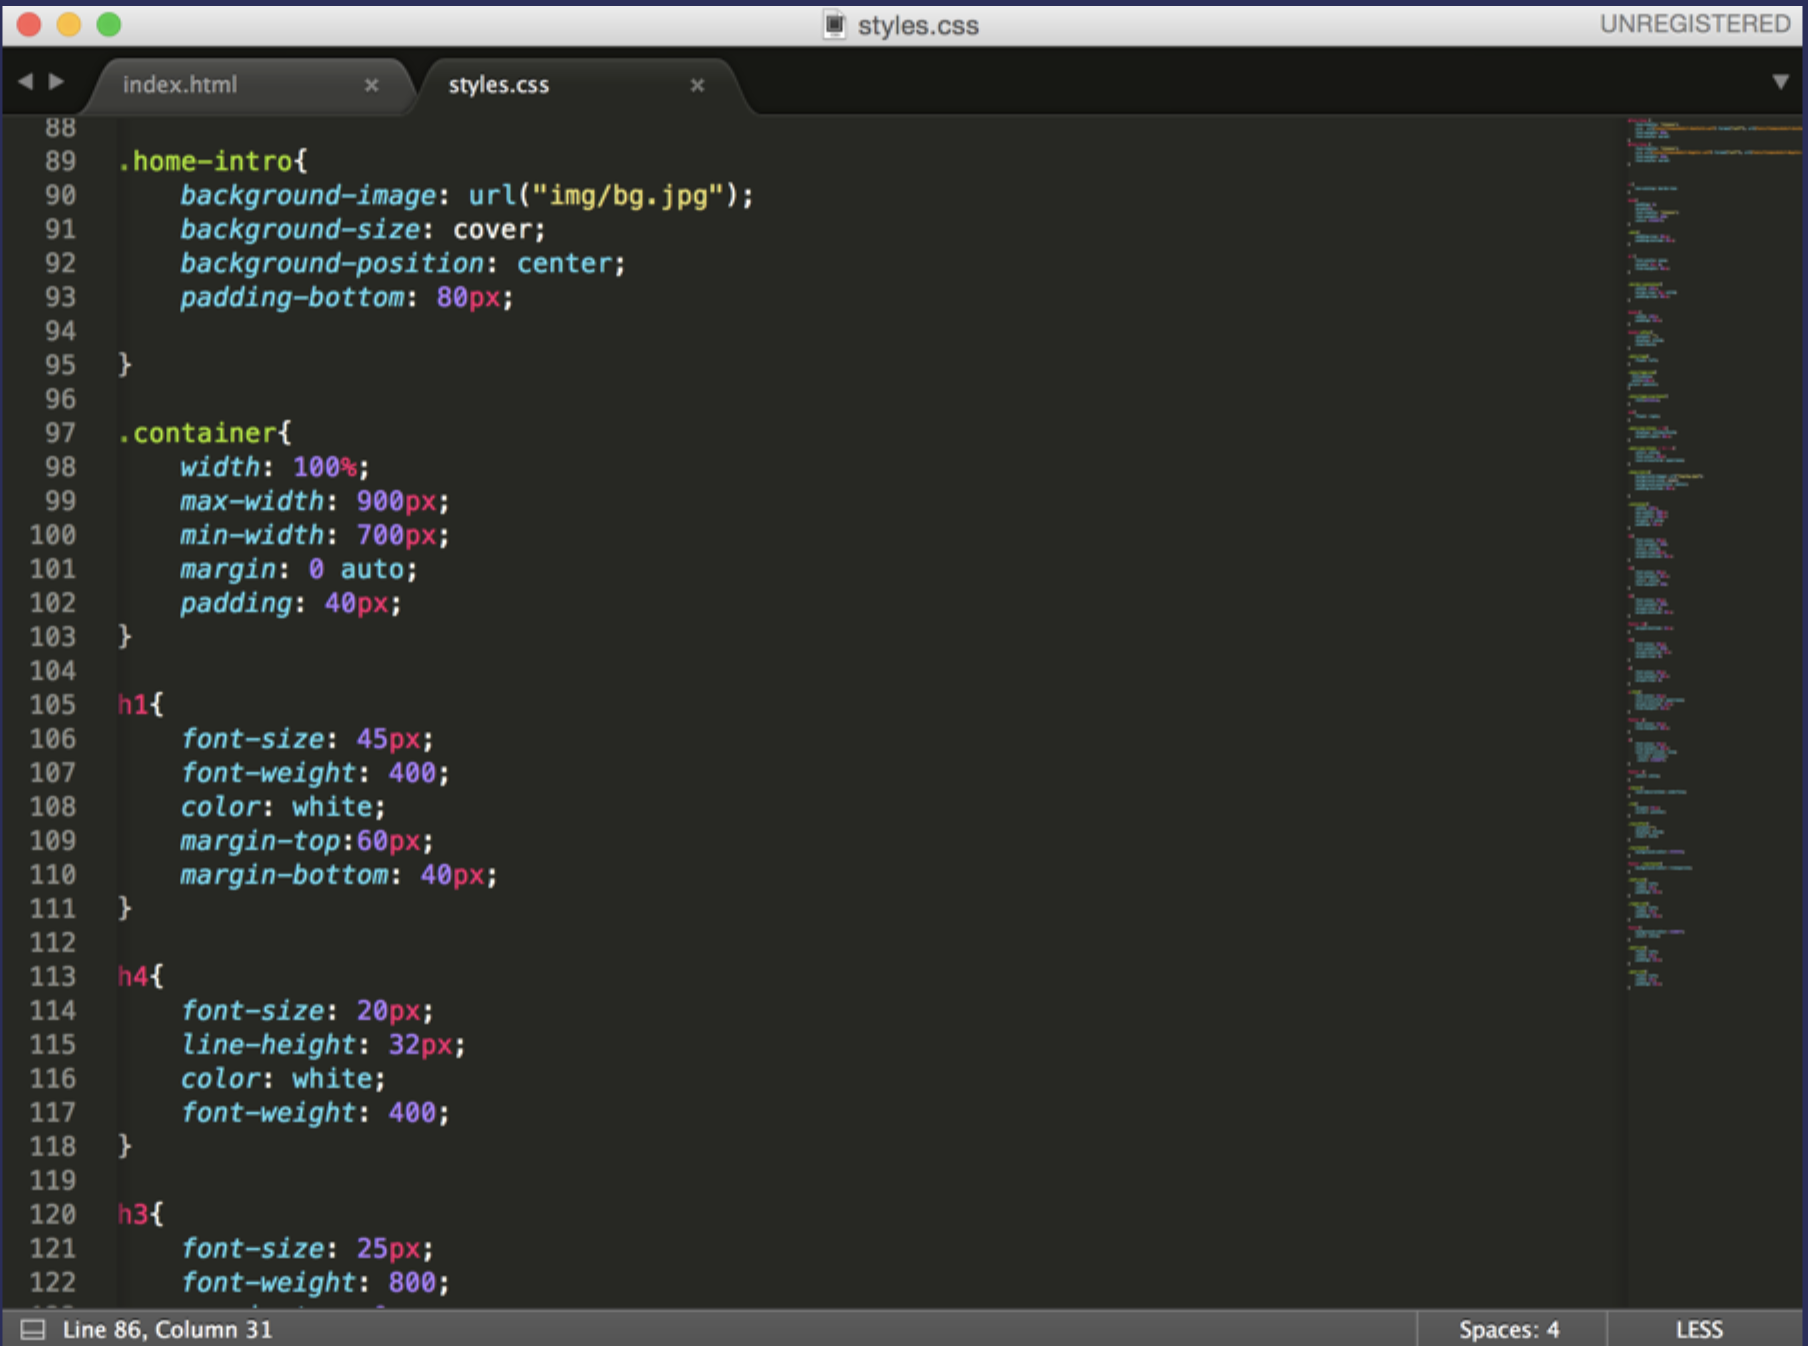 styles.css
UNREGISTERED
index.html
styles.css
88
89 .home-intro{
90     background-image: url("img/bg.jpg");
91     background-size: cover;
92     background-position: center;
93     padding-bottom: 80px;
94
95 }
96
97 .container{
98     width: 100%;
99     max-width: 900px;
100     min-width: 700px;
101     margin: 0 auto;
102     padding: 40px;
103 }
104
105 h1{
106     font-size: 45px;
107     font-weight: 400;
108     color: white;
109     margin-top:60px;
110     margin-bottom: 40px;
111 }
112
113 h4{
114     font-size: 20px;
115     line-height: 32px;
116     color: white;
117     font-weight: 400;
118 }
119
120 h3{
121     font-size: 25px;
122     font-weight: 800;
Line 86, Column 31
Spaces: 4
LESS